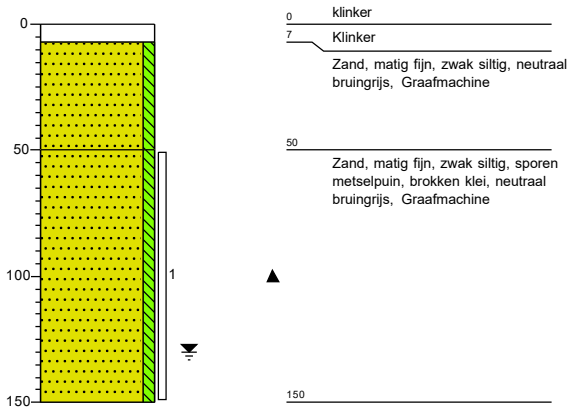 0
50
100
150
1
0 klinker
7 Klinker
Zand, matig fijn, zwak siltig, neutraal
bruingrijs, Graafmachine
50
Zand, matig fijn, zwak siltig, sporen
metselpuin, brokken klei, neutraal
bruingrijs, Graafmachine
150